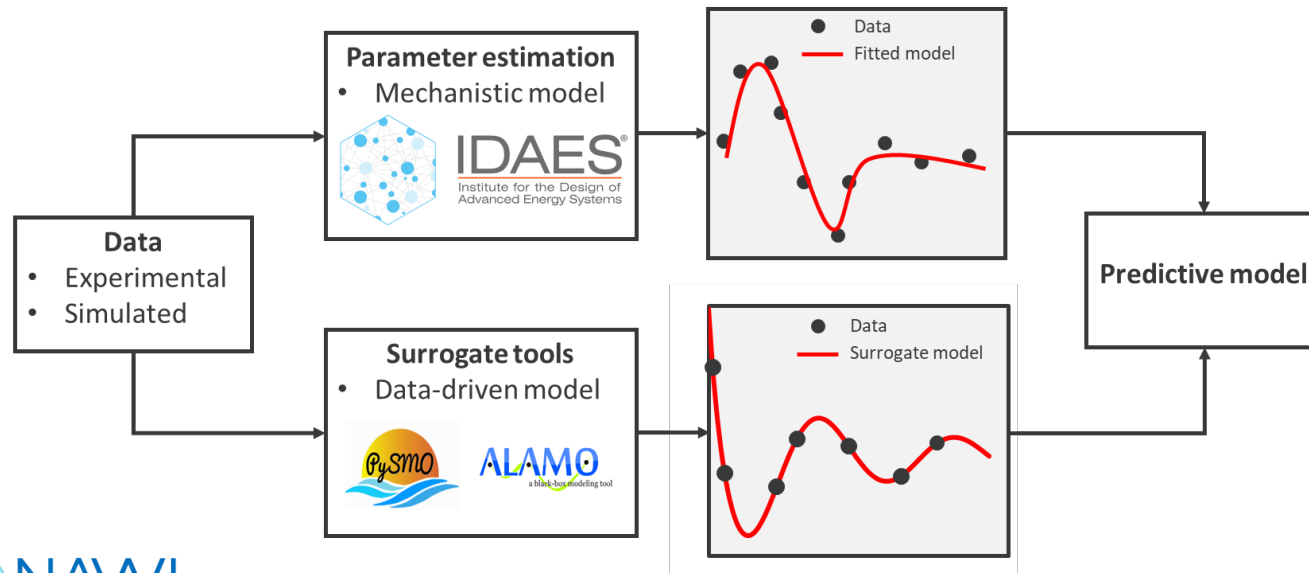 Parameter estimation
• Mechanistic model
IDAES®
Institute for the Design of
Advanced Energy Systems
Data
Fitted model
Data
• Experimental
• Simulated
Predictive model
Surrogate tools
• Data-driven model
PySMO
ALAMO
a black-box modeling tool
Data
Surrogate model